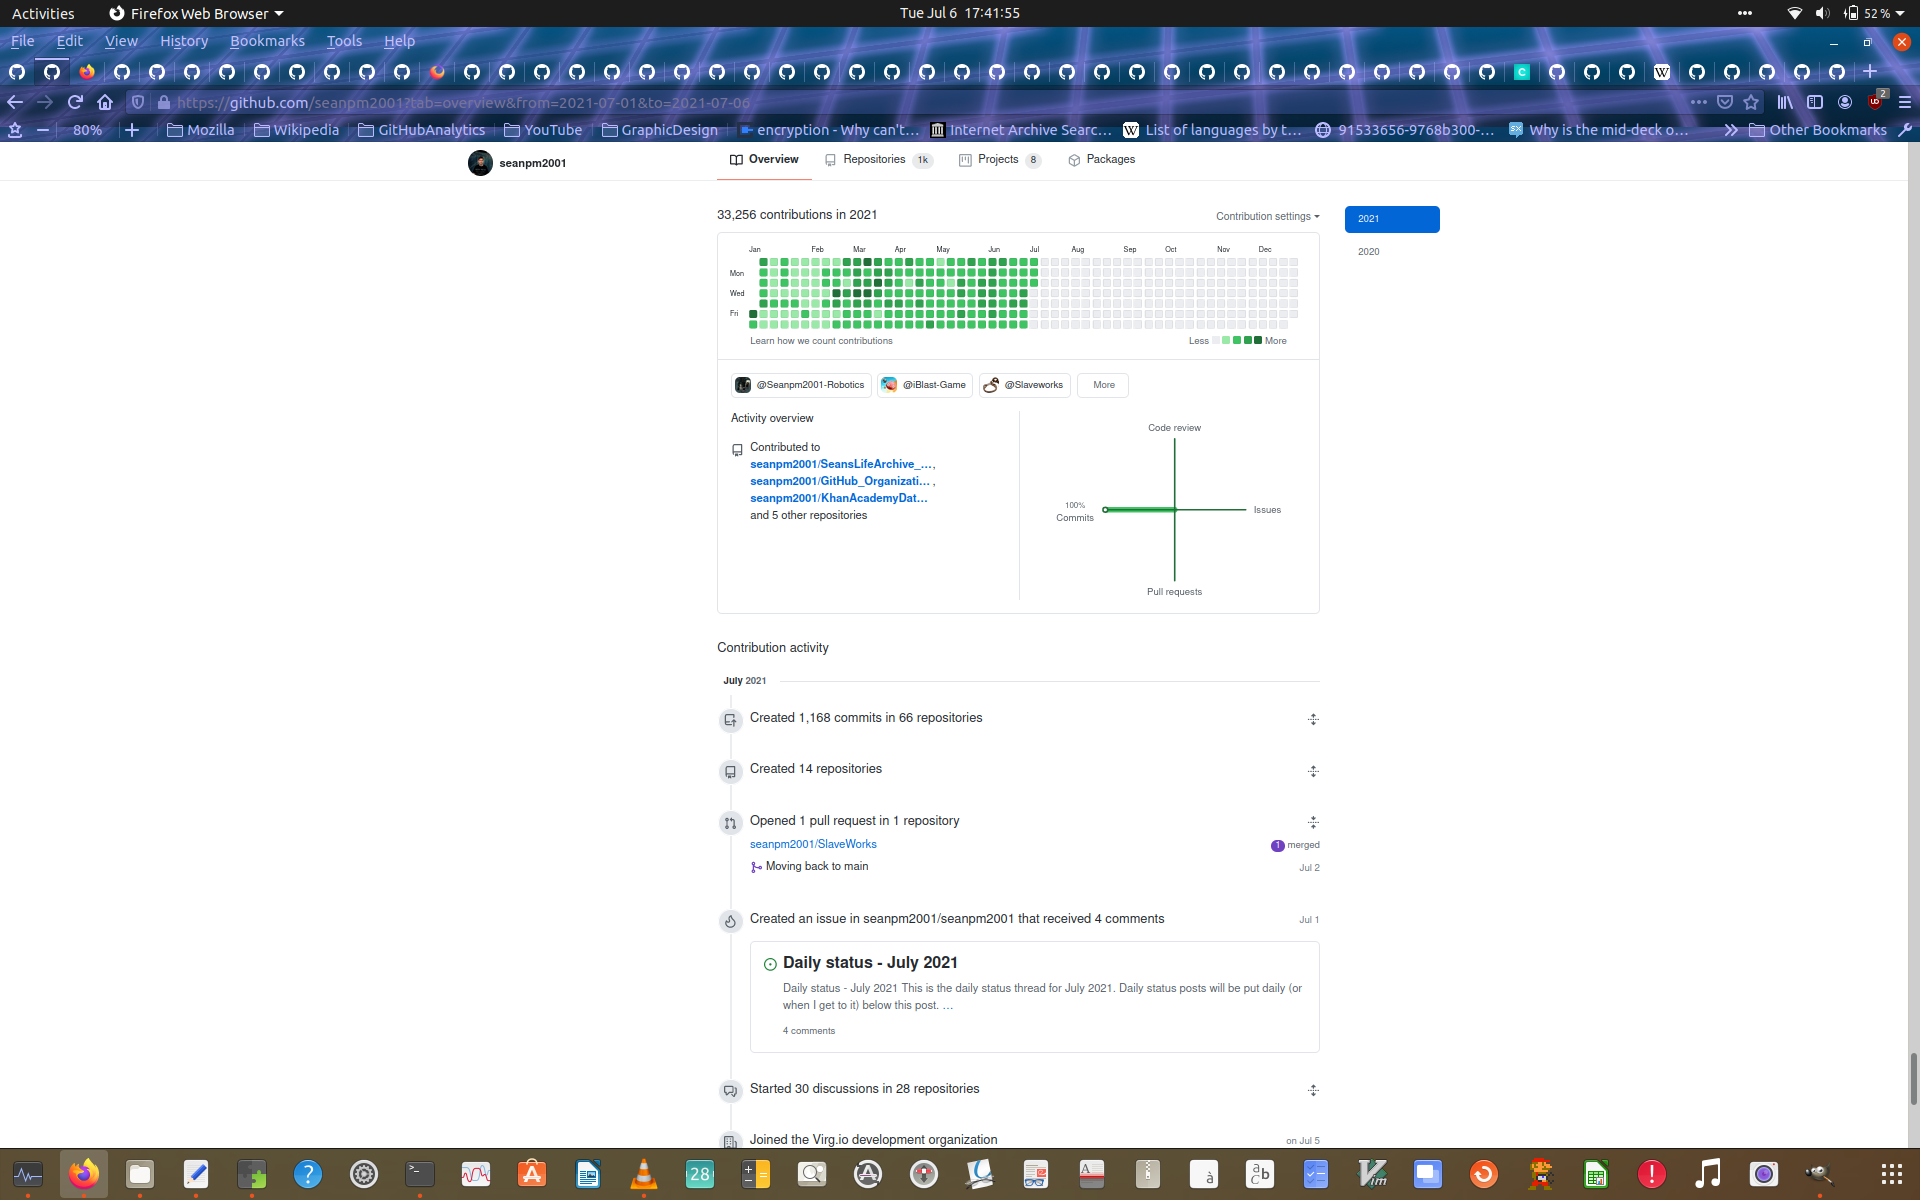 Activities Firefox Web Browser Tue Jul 6 17:41:55 52 %
File Edit View History Bookmarks Tools Help
https://github.com/seanpm2001?tab=overview&from=2021-07-01&to=2021-07-06 2
80% Mozilla Wikipedia GitHubAnalytics YouTube GraphicDesign encryption - Why can't… Internet Archive Searc… List of languages by t… 91533656-9768b300-… Why is the mid-deck o… Other Bookmarks
seanpm2001 Overview Repositories 1k Projects 8 Packages
33,256 contributions in 2021 Contribution settings 2021
2020
Jan Feb Mar Apr May Jun Jul Aug Sep Oct Nov Dec
Mon
Wed
Fri
Learn how we count contributions Less More
@Seanpm2001-Robotics @iBlast-Game @Slaveworks More
Activity overview
Contributed to
seanpm2001/SeansLifeArchive_… ,
seanpm2001/GitHub_Organizati… ,
seanpm2001/KhanAcademyDat…
and 5 other repositories
Code review
100%
Commits
Issues
Pull requests
Contribution activity
July 2021
Created 1,168 commits in 66 repositories
Created 14 repositories
Opened 1 pull request in 1 repository
seanpm2001/SlaveWorks 1 merged
Moving back to main Jul 2
Created an issue in seanpm2001/seanpm2001 that received 4 comments Jul 1
Daily status - July 2021
Daily status - July 2021 This is the daily status thread for July 2021. Daily status posts will be put daily (or
when I get to it) below this post. …
4 comments
Started 30 discussions in 28 repositories
Joined the Virg.io development organization on Jul 5
28